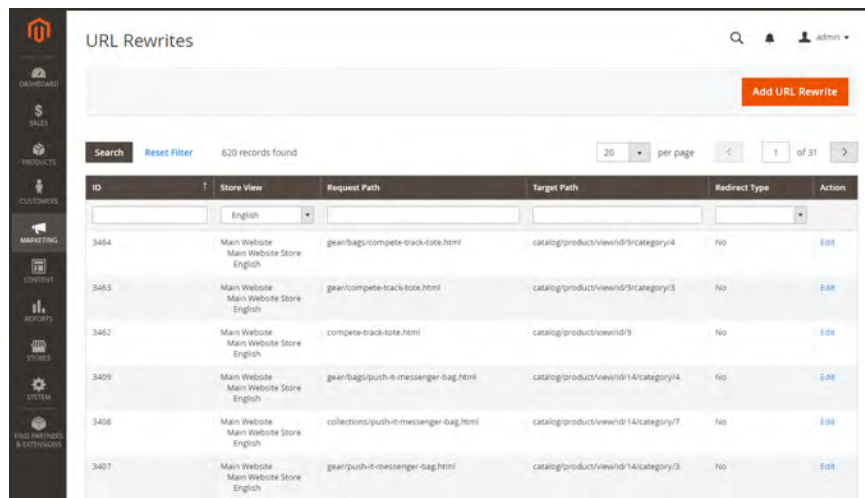 URL Rewrites
admin
DASHBOARD
SALES
PRODUCTS
CUSTOMERS
MARKETING
CONTENT
REPORTS
STORES
SYSTEM
FIND PARTNERS
& EXTENSIONS
Add URL Rewrite
Search Reset Filter 620 records found 20 per page 1 of 31
ID Store View Request Path Target Path Redirect Type Action
English
3464 Main Website gear/bags/compete-track-tote.html catalog/product/view/id/9/category/4 No Edit
Main Website Store
English
3463 Main Website gear/compete-track-tote.html catalog/product/view/id/9/category/3 No Edit
Main Website Store
English
3462 Main Website compete-track-tote.html catalog/product/view/id/9 No Edit
Main Website Store
English
3409 Main Website gear/bags/push-it-messenger-bag.html catalog/product/view/id/14/category/4 No Edit
Main Website Store
English
3408 Main Website collections/push-it-messenger-bag.html catalog/product/view/id/14/category/7 No Edit
Main Website Store
English
3407 Main Website gear/push-it-messenger-bag.html catalog/product/view/id/14/category/3 No Edit
Main Website Store
English